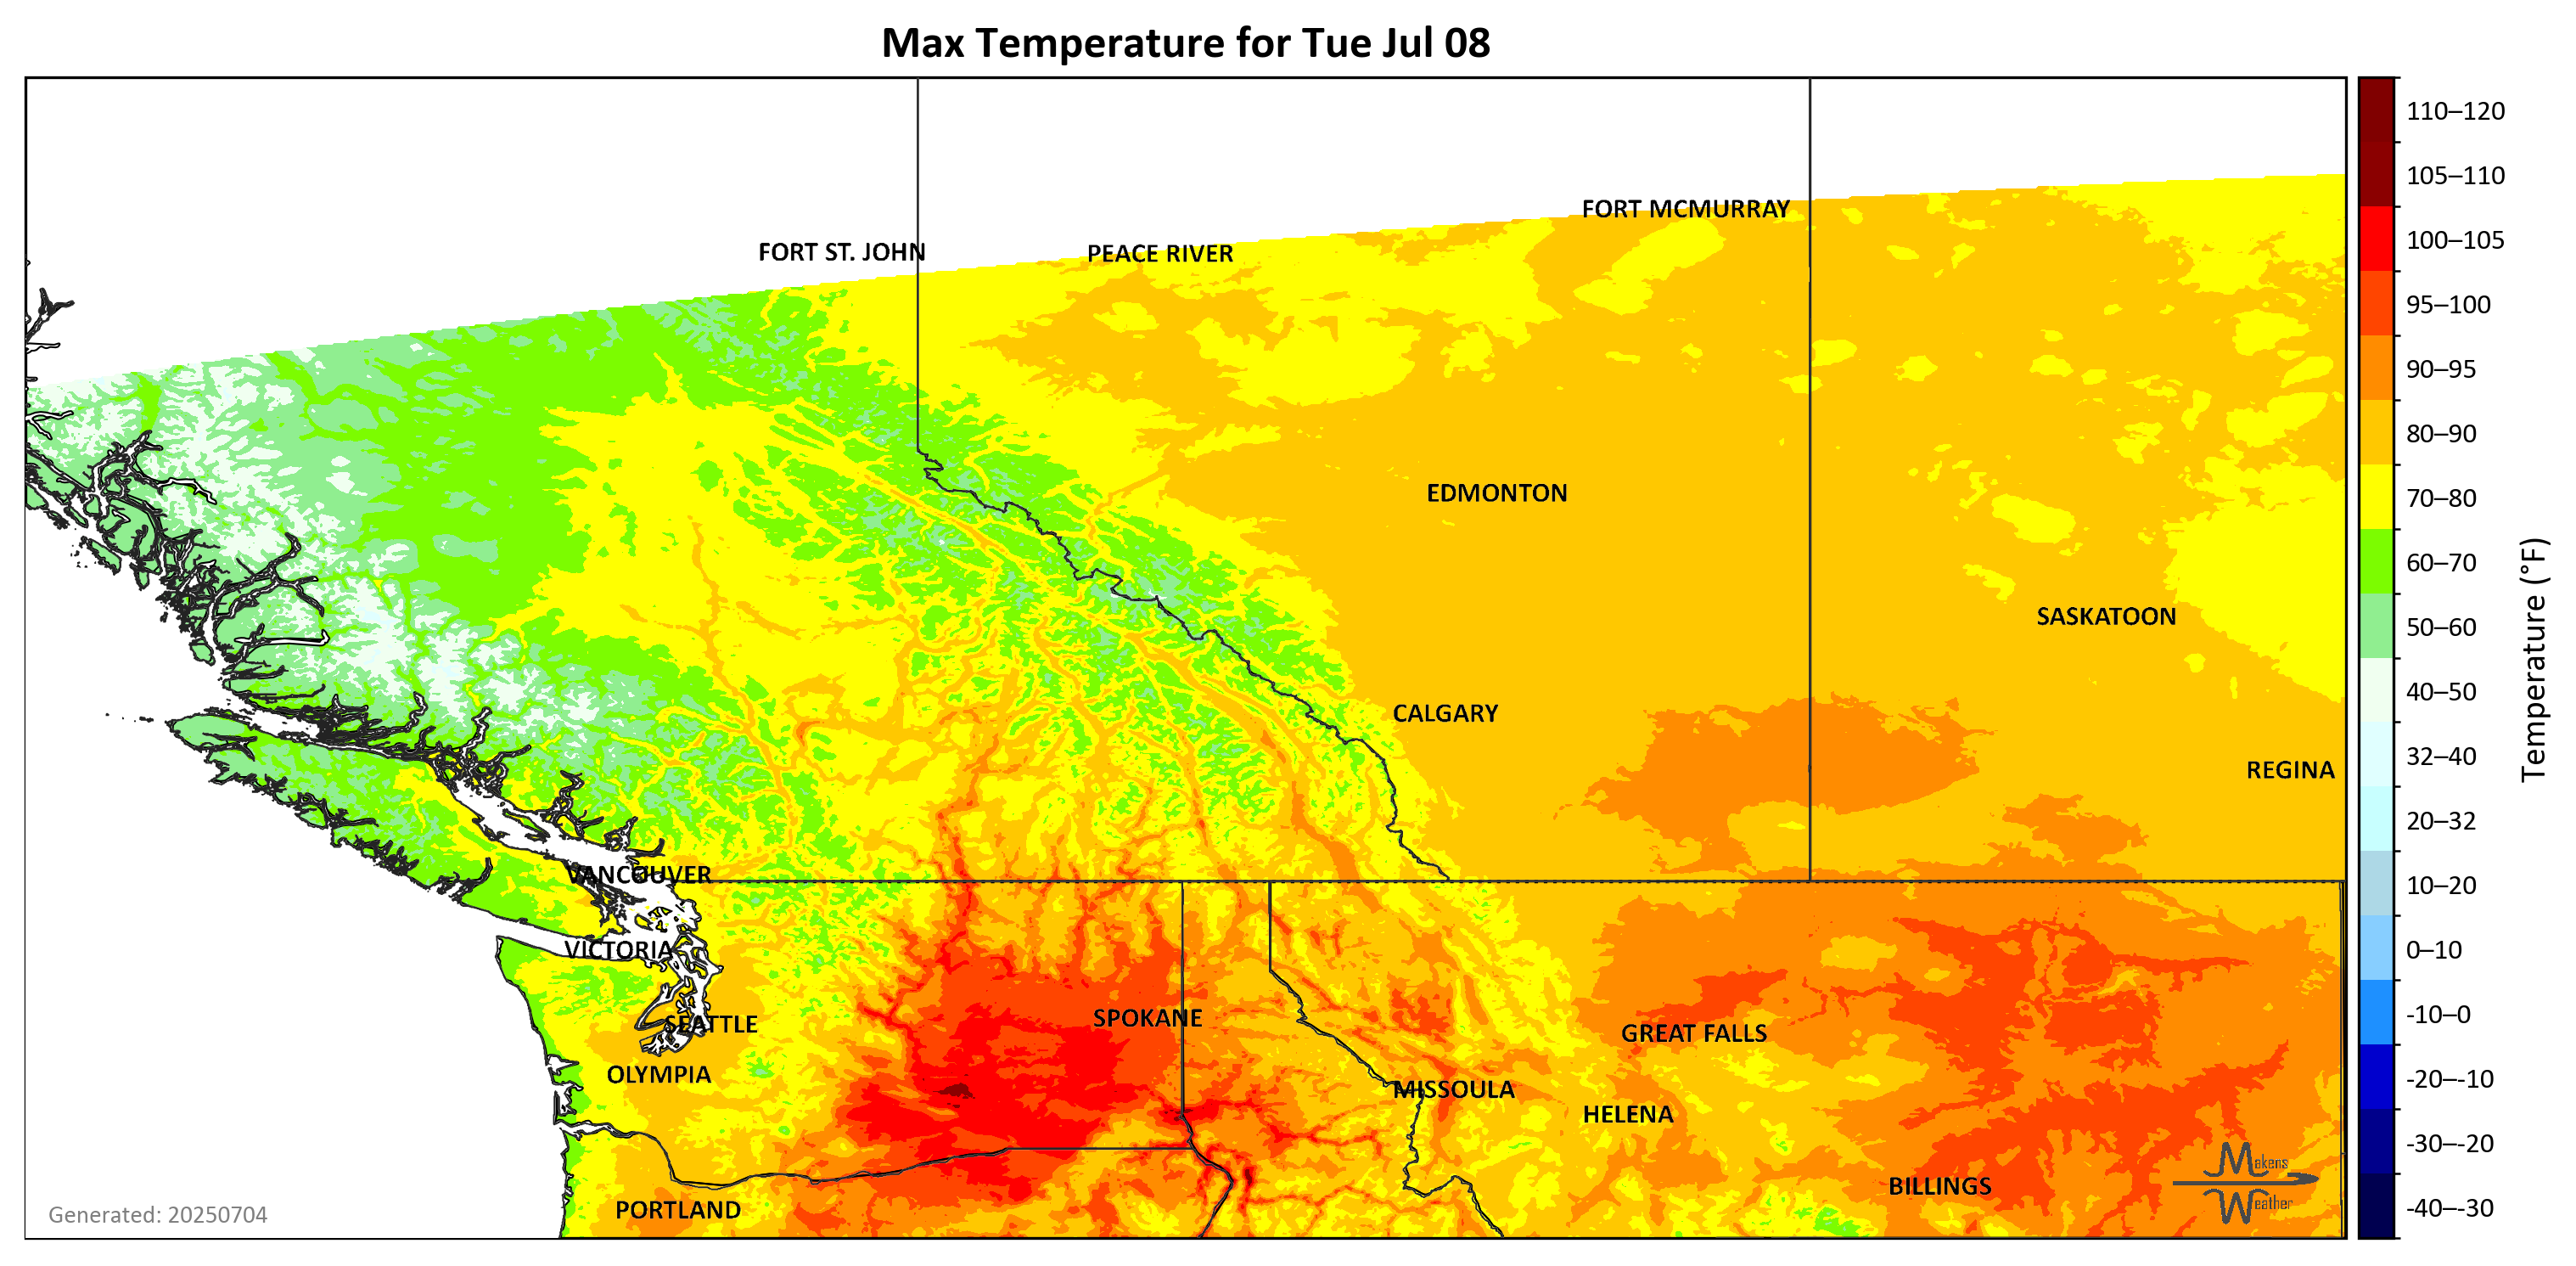 Max Temperature for Tue Jul 08
FORT MCMURRAY
FORT ST. JOHN
PEACE RIVER
EDMONTON
SASKATOON
CALGARY
REGINA
VANCOUVER
VICTORIA
SPOKANE
SEATTLE
GREAT FALLS
OLYMPIA
MISSOULA
HELENA
BILLINGS
PORTLAND
Makens
Weather
Generated: 20250704
110–120
105–110
100–105
95–100
90–95
80–90
70–80
60–70
50–60
40–50
32–40
20–32
10–20
0–10
-10–0
-20–-10
-30–-20
-40–-30
Temperature (°F)